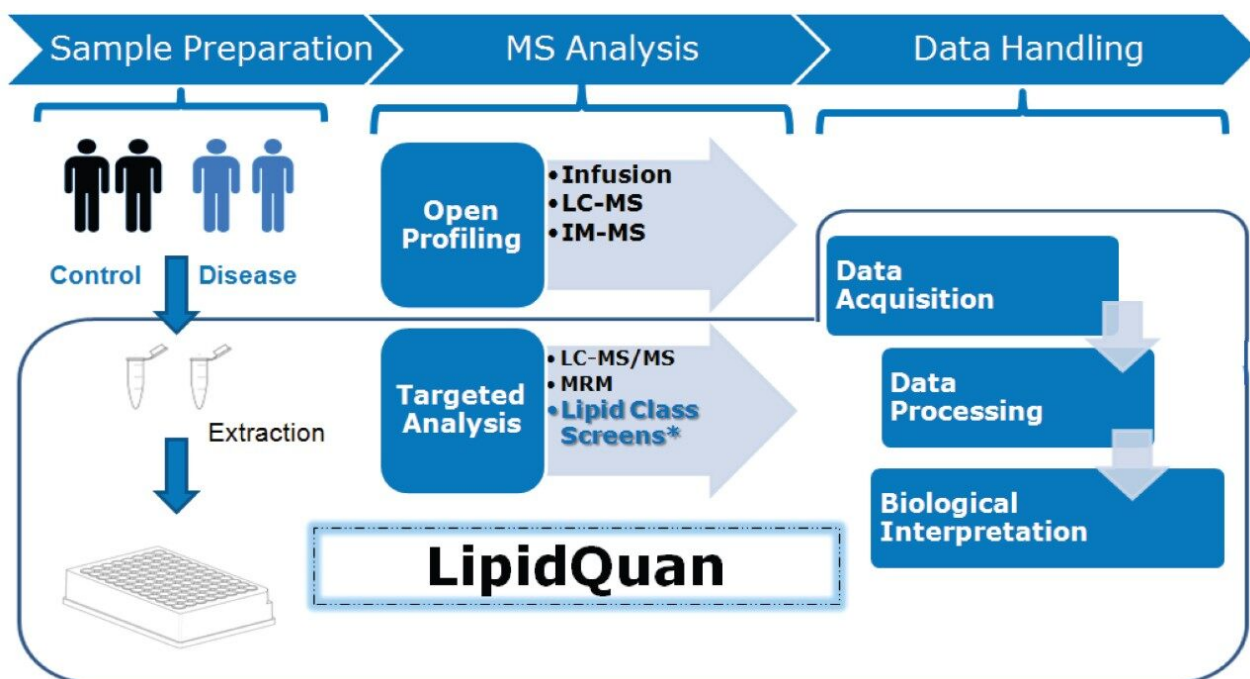 Sample Preparation
MS Analysis
Data Handling
Control
Disease
Extraction
Open
Profiling
•Infusion
•LC-MS
•IM-MS
Targeted
Analysis
•LC-MS/MS
•MRM
•Lipid Class
Screens*
LipidQuan
Data
Acquisition
Data
Processing
Biological
Interpretation